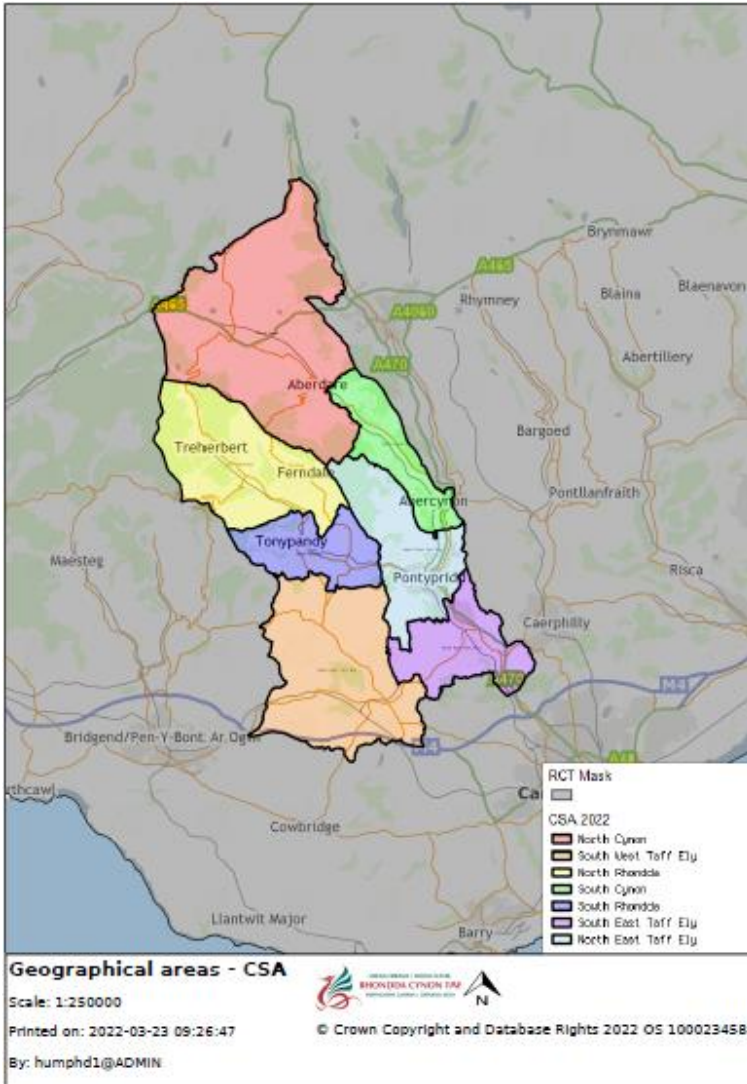 Brynmawr
A465
Rhymney
Blaina
Blaenavon
A465
A4060
Abertillery
A470
Aberdare
Bargoed
Treherbert
Ferndale
Abercynon
Pontllanfraith
Tonypandy
Maesteg
Pontypridd
Risca
Caerphilly
A470
M4
Bridgend/Pen-Y-Bont. Ar. Ogwr
M4
A48
RCT Mask
CSA 2022
North Cynon
South West Taff Ely
North Rhondda
South Cynon
South Rhondda
South East Taff Ely
North East Taff Ely
rthcawl
Ca
Cowbridge
Llantwit Major
Barry
Geographical areas - CSA
RHONDDA CYNON TAF
N
Scale: 1:250000
Printed on: 2022-03-23 09:26:47
© Crown Copyright and Database Rights 2022 OS 100023458
By: humphd1@ADMIN